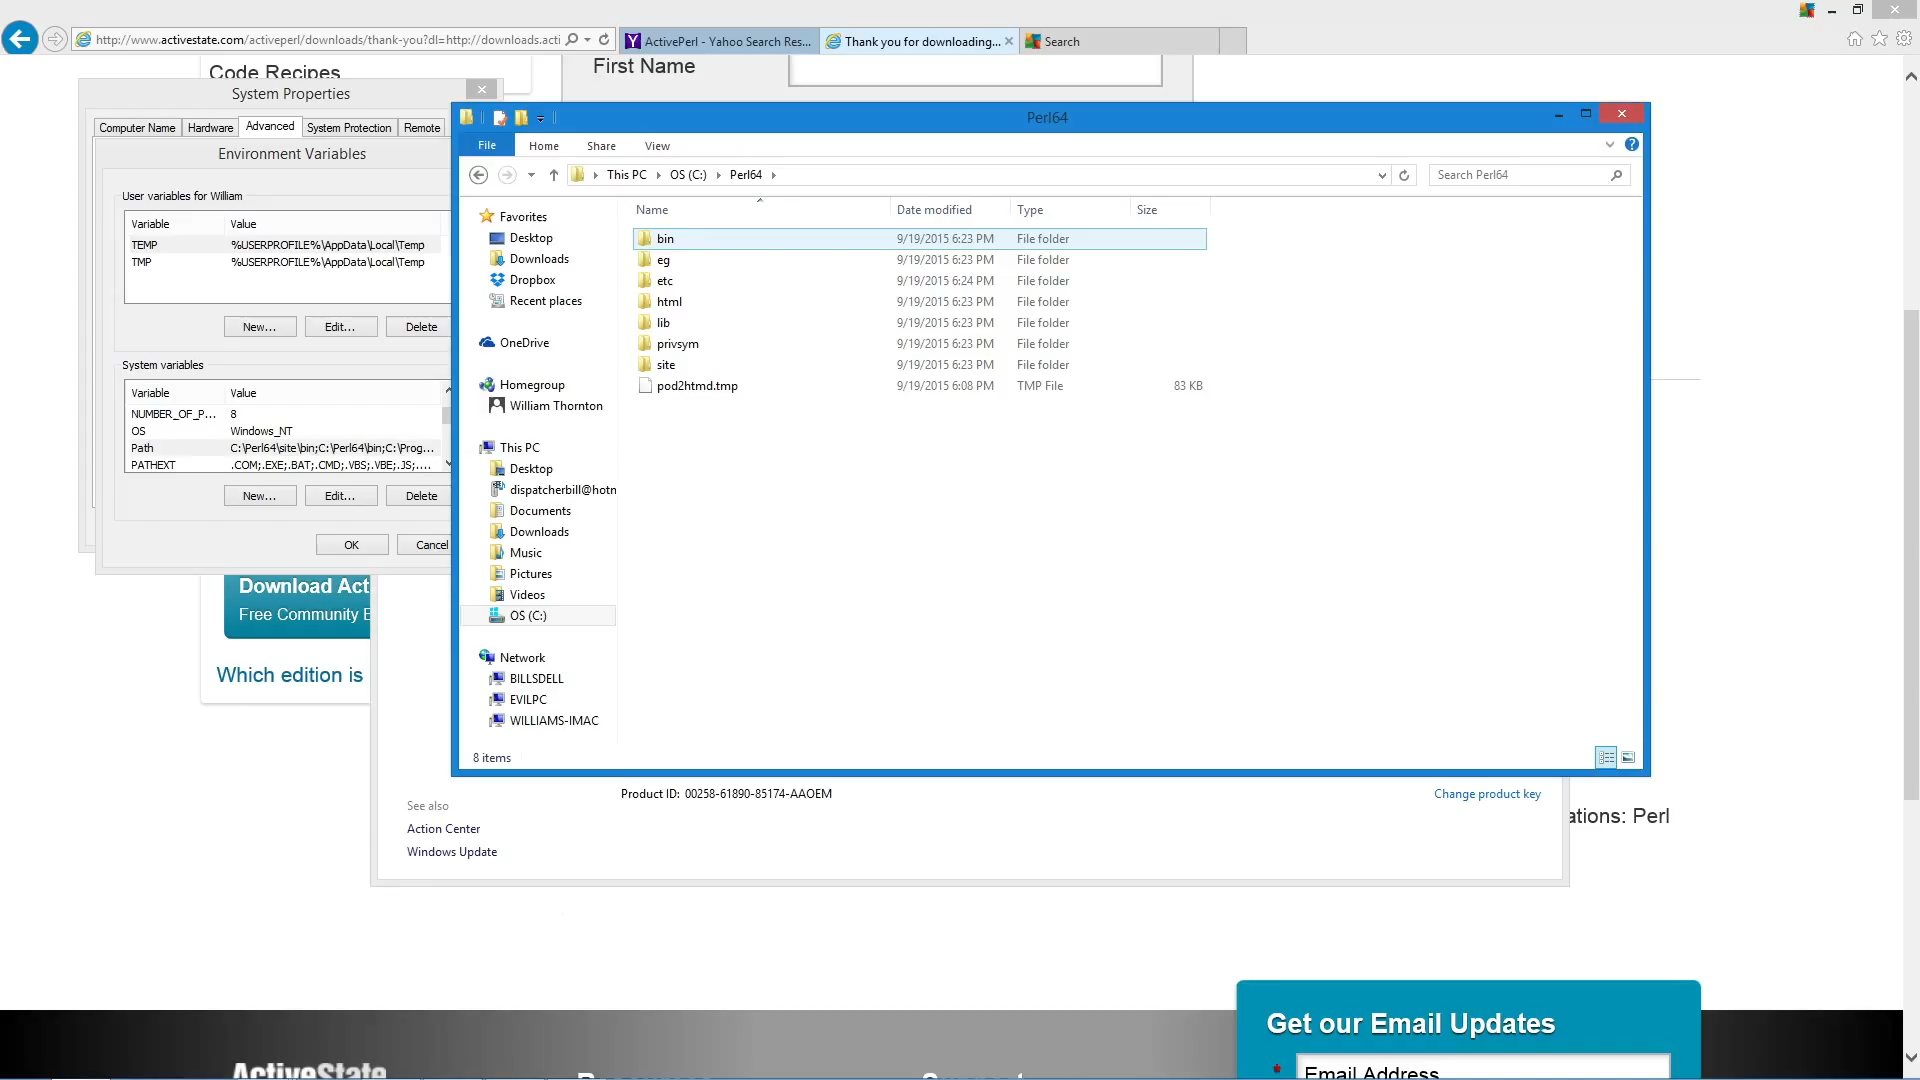 http://www.activestate.com/activeperl/downloads/thank-you?dl=http://downloads.acti
ActivePerl - Yahoo Search Res...
Thank you for downloading...
Search
Code Recipes
First Name
System Properties
Computer Name
Hardware
Advanced
System Protection
Remote
Environment Variables
User variables for William
Variable Value
TEMP %USERPROFILE%\AppData\Local\Temp
TMP %USERPROFILE%\AppData\Local\Temp
New... Edit... Delete
System variables
Variable Value
NUMBER_OF_P... 8
OS Windows_NT
Path C:\Perl64\site\bin;C:\Perl64\bin;C:\Prog...
PATHEXT .COM;.EXE;.BAT;.CMD;.VBS;.VBE;.JS;....
New... Edit... Delete
OK Cancel
Download Act
Free Community E
Which edition is
Perl64
File Home Share View
This PC OS (C:) Perl64
Search Perl64
Favorites
Desktop
Downloads
Dropbox
Recent places
OneDrive
Homegroup
William Thornton
This PC
Desktop
dispatcherbill@hotm
Documents
Downloads
Music
Pictures
Videos
OS (C:)
Network
BILLSDELL
EVILPC
WILLIAMS-IMAC
Name Date modified Type Size
bin 9/19/2015 6:23 PM File folder
eg 9/19/2015 6:23 PM File folder
etc 9/19/2015 6:24 PM File folder
html 9/19/2015 6:23 PM File folder
lib 9/19/2015 6:23 PM File folder
privsym 9/19/2015 6:23 PM File folder
site 9/19/2015 6:23 PM File folder
pod2htmd.tmp 9/19/2015 6:08 PM TMP File 83 KB
8 items
Product ID: 00258-61890-85174-AAOEM
Change product key
See also
Action Center
Windows Update
ations: Perl
Get our Email Updates
* Email Address
ActiveState